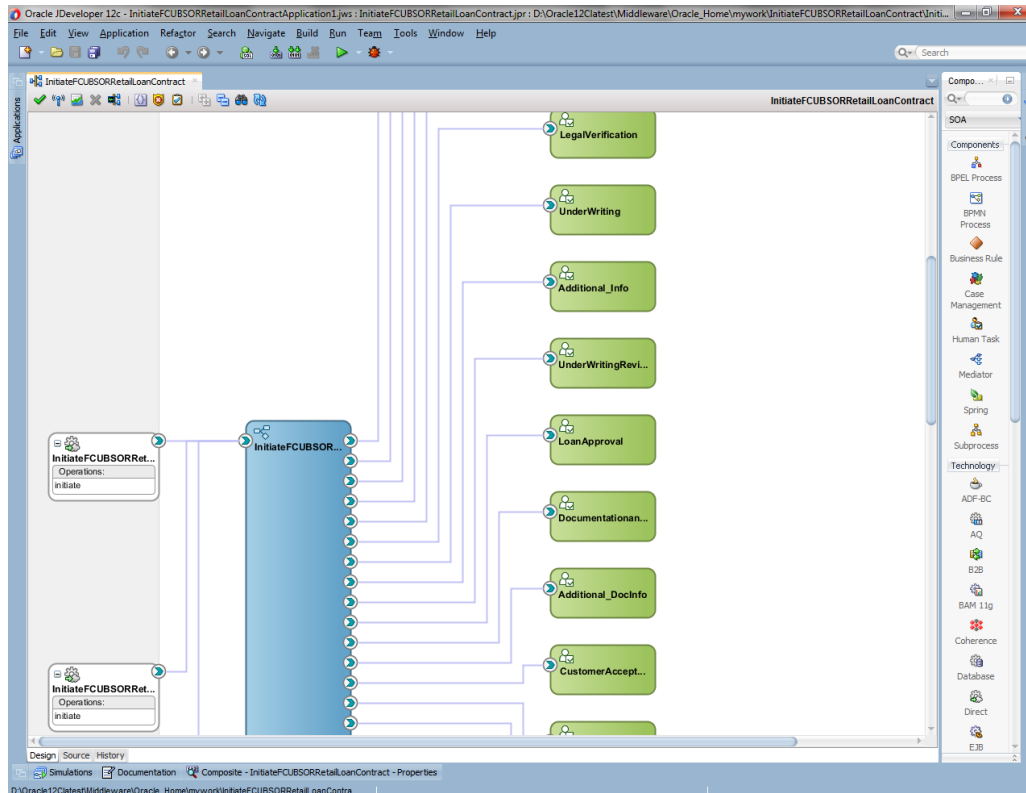 Oracle JDeveloper 12c - InitiateFCUBSORRetailLoanContractApplication1.jws : InitiateFCUBSORRetailLoanContract.jpr : D:\Oracle12Clatest\Middleware\Oracle_Home\mywork\InitiateFCUBSORRetailLoanContract\Initi...
File Edit View Application Refactor Search Navigate Build Run Team Tools Window Help
Search
InitiateFCUBSORRetailLoanContract
Compo...
InitiateFCUBSORRetailLoanContract
Applications
SOA
Components
BPEL Process
BPMN
Process
Business Rule
Case
Management
Human Task
Mediator
Spring
Subprocess
Technology
ADF-BC
AQ
B2B
BAM 11g
Coherence
Database
Direct
EJB
LegalVerification
UnderWriting
Additional_Info
UnderWritingRevi...
LoanApproval
Documentationan...
Additional_DocInfo
CustomerAccept...
InitiateFCUBSOR...
InitiateFCUBSORRet...
Operations:
initiate
InitiateFCUBSORRet...
Operations:
initiate
Design Source History
Simulations Documentation Composite - InitiateFCUBSORRetailLoanContract - Properties
D:\Oracle12Clatest\Middleware\Oracle_Home\mywork\InitiateFCUBSORRetailLoanContra